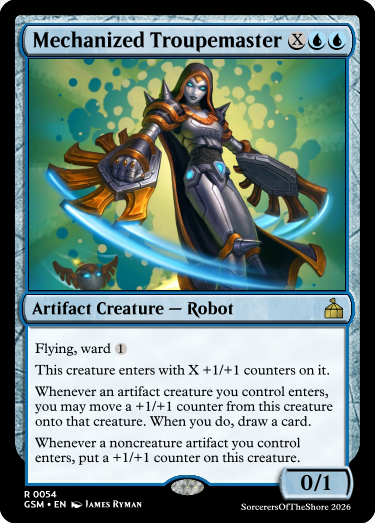 Mechanized Troupemaster X
Artifact Creature — Robot
Flying, ward 1
This creature enters with X +1/+1 counters on it.
Whenever an artifact creature you control enters,
you may move a +1/+1 counter from this creature
onto that creature. When you do, draw a card.
Whenever a noncreature artifact you control
enters, put a +1/+1 counter on this creature.
0/1
R 0054
GSM • EN James Ryman
SorcerersOfTheShore 2026